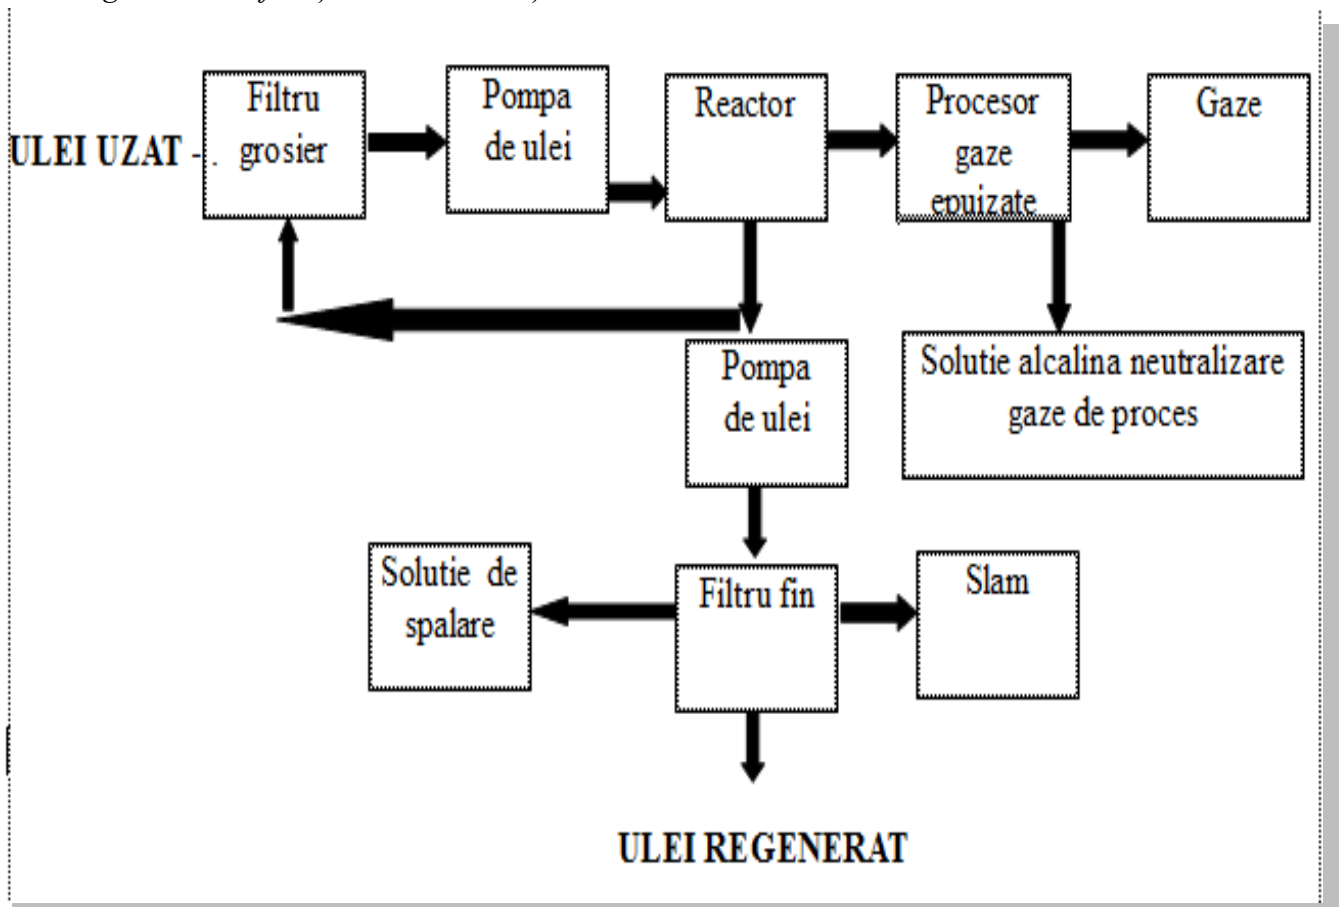 Filtru
grosier
Pompa
de ulei
Reactor
Procesor
gaze
epuizate
Gaze
ULEI UZAT - .
Pompa
de ulei
Solutie alcalina neutralizare
gaze de proces
Solutie de
spalare
Filtru fin
Slam
ULEI REGENERAT